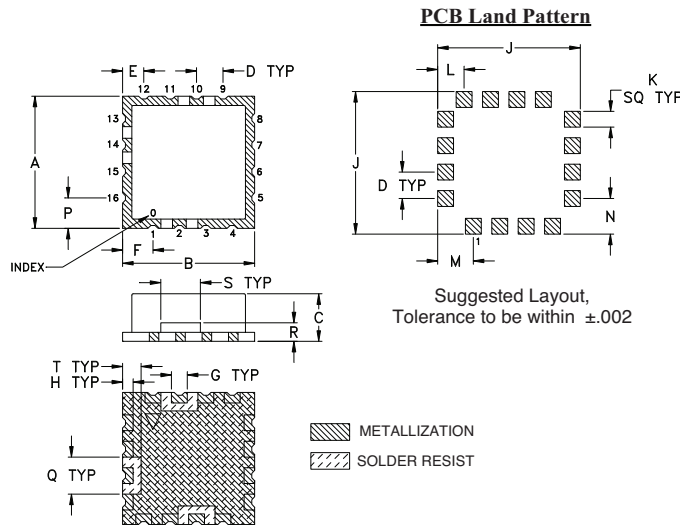 PCB Land Pattern
E
D TYP
12 11 10 9
13
14
15
16
8
7
6
5
A
P
0
1 2 3 4
F
INDEX
B
J
L
K
SQ TYP
J
D TYP
N
1
M
Suggested Layout,
Tolerance to be within ±.002
S TYP
C
R
T TYP
H TYP
G TYP
Q TYP
METALLIZATION
SOLDER RESIST